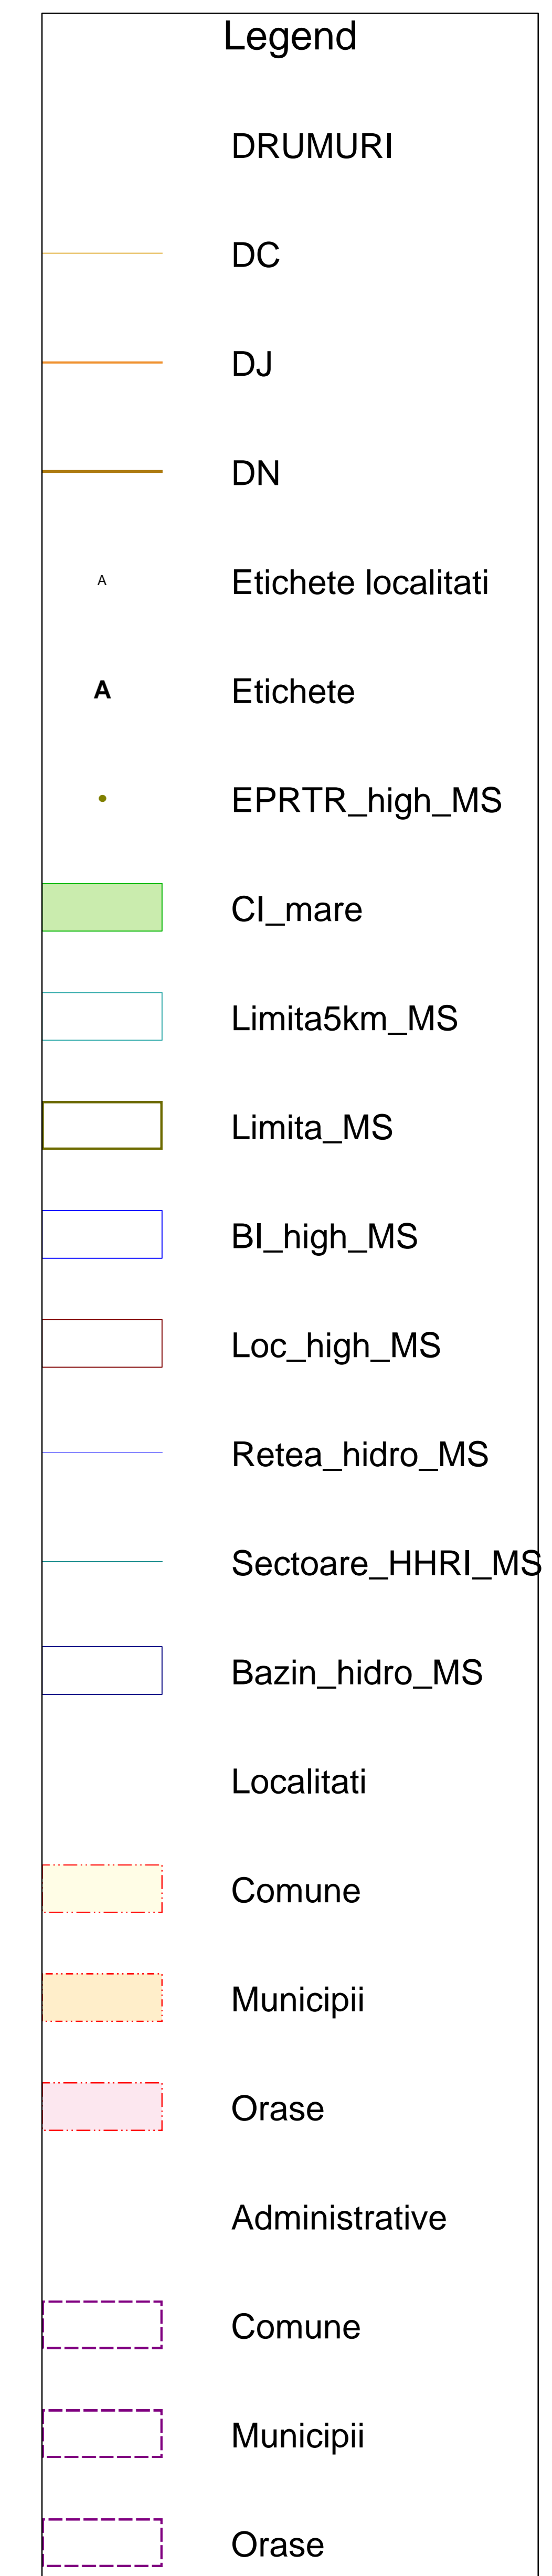 Legend
DRUMURI
DC
DJ
DN
A Etichete localitati
A Etichete
EPRTR_high_MS
CI_mare
Limita5km_MS
Limita_MS
BI_high_MS
Loc_high_MS
Retea_hidro_MS
Sectoare_HHRI_MS
Bazin_hidro_MS
Localitati
Comune
Municipii
Orase
Administrative
Comune
Municipii
Orase